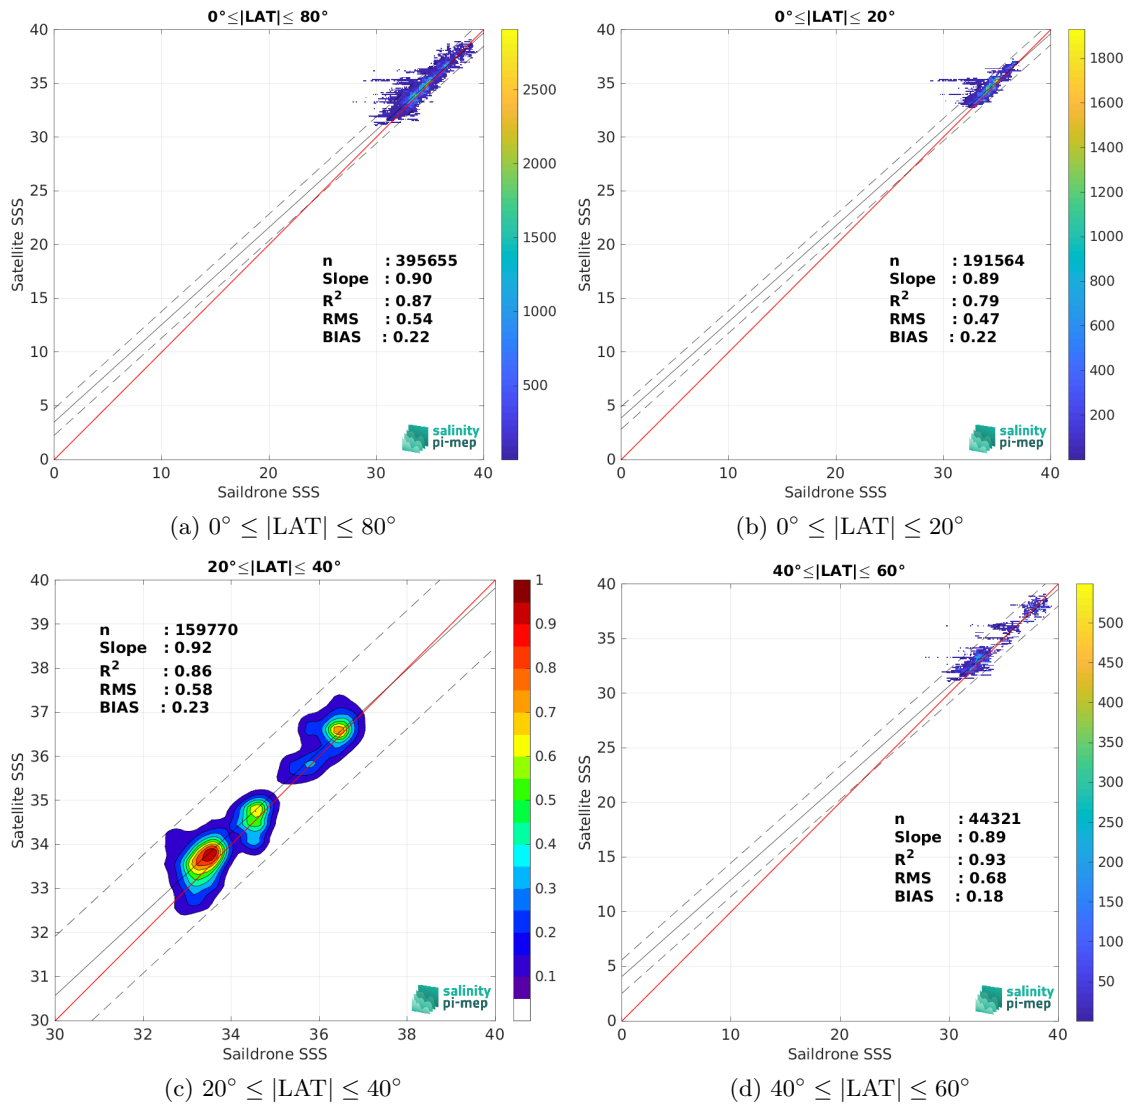 0°≤|LAT|≤ 80°
40
35
30
25
20
15
10
5
0
Satellite SSS
n : 395655
Slope : 0.90
R² : 0.87
RMS : 0.54
BIAS : 0.22
salinity
pi-mep
0 10 20 30 40
Saildrone SSS
2500
2000
1500
1000
500
(a) 0° ≤ |LAT| ≤ 80°
0°≤|LAT|≤ 20°
40
35
30
25
20
15
10
5
0
Satellite SSS
n : 191564
Slope : 0.89
R² : 0.79
RMS : 0.47
BIAS : 0.22
salinity
pi-mep
0 10 20 30 40
Saildrone SSS
1800
1600
1400
1200
1000
800
600
400
200
(b) 0° ≤ |LAT| ≤ 20°
20°≤|LAT|≤ 40°
40
39
38
37
36
35
34
33
32
31
30
Satellite SSS
n : 159770
Slope : 0.92
R² : 0.86
RMS : 0.58
BIAS : 0.23
salinity
pi-mep
30 32 34 36 38 40
Saildrone SSS
1
0.9
0.8
0.7
0.6
0.5
0.4
0.3
0.2
0.1
(c) 20° ≤ |LAT| ≤ 40°
40°≤|LAT|≤ 60°
40
35
30
25
20
15
10
5
0
Satellite SSS
n : 44321
Slope : 0.89
R² : 0.93
RMS : 0.68
BIAS : 0.18
salinity
pi-mep
0 10 20 30 40
Saildrone SSS
500
450
400
350
300
250
200
150
100
50
0
(d) 40° ≤ |LAT| ≤ 60°